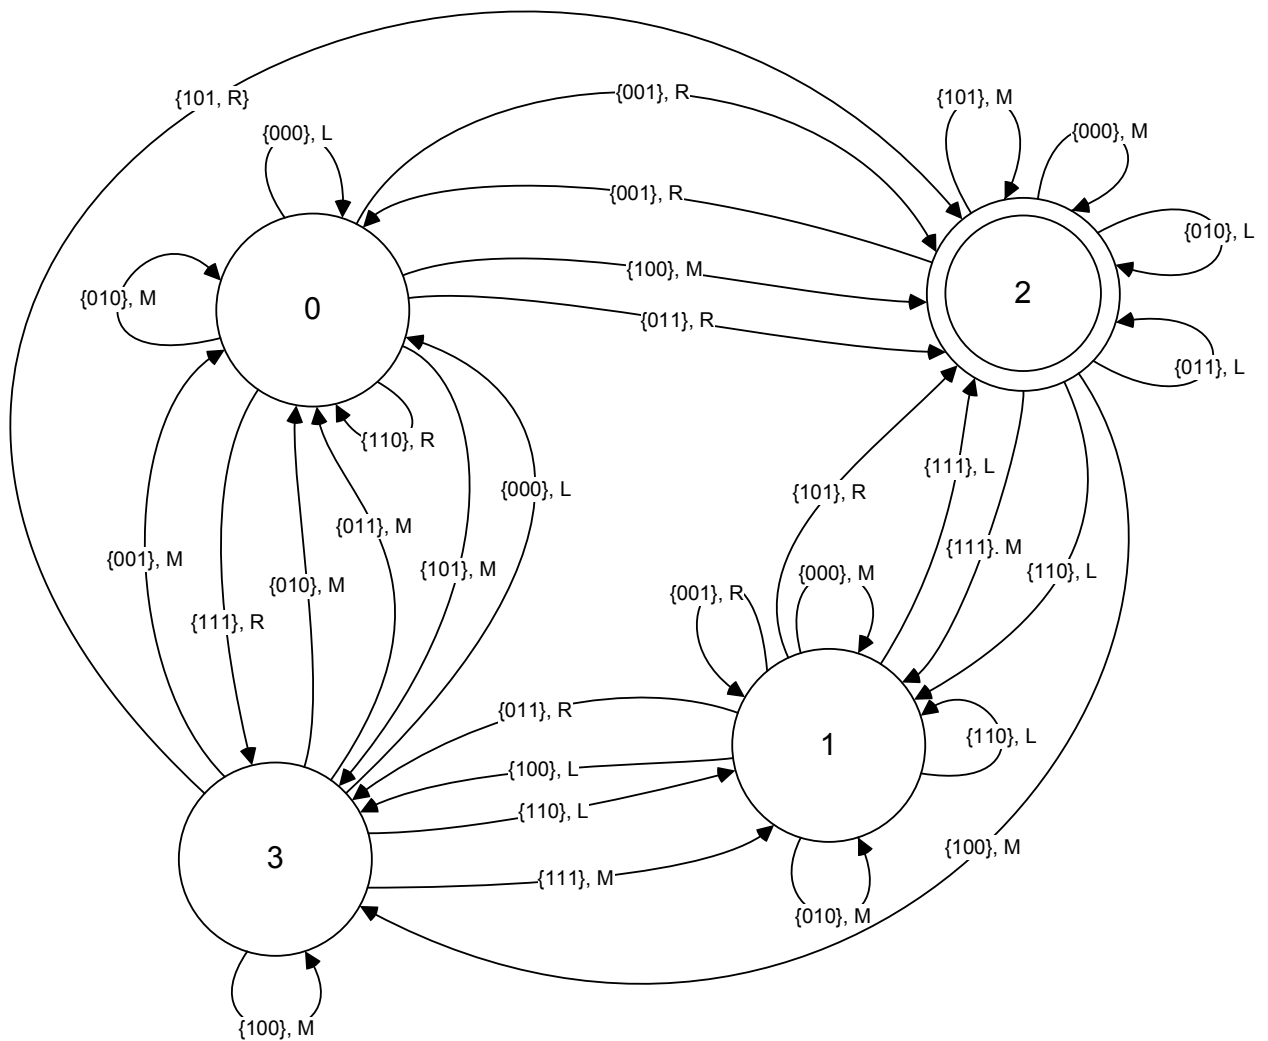 {101, R}
{001}, R
{101}, M
{000}, L
{000}, M
{001}, R
{010}, L
{100}, M
{010}, M
0
2
{011}, R
{011}, L
{110}, R
{111}, L
{101}, R
{000}, L
{011}, M
{111}. M
{001}, M
{101}, M
{110}, L
{000}, M
{010}, M
{001}, R
{111}, R
{011}, R
{110}, L
1
{100}, L
{110}, L
{100}, M
3
{111}, M
{010}, M
{100}, M